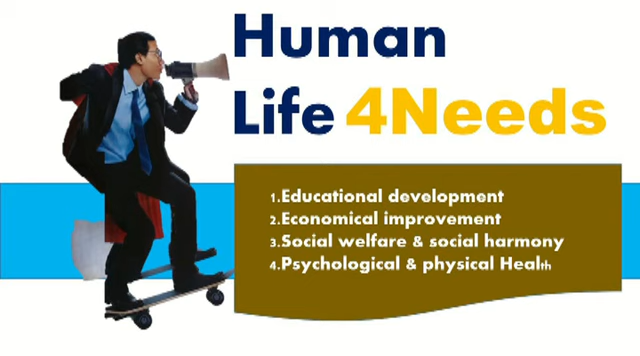 Human
Life 4Needs
1.Educational development
2.Economical improvement
3.Social welfare & social harmony
4.Psychological & physical Health